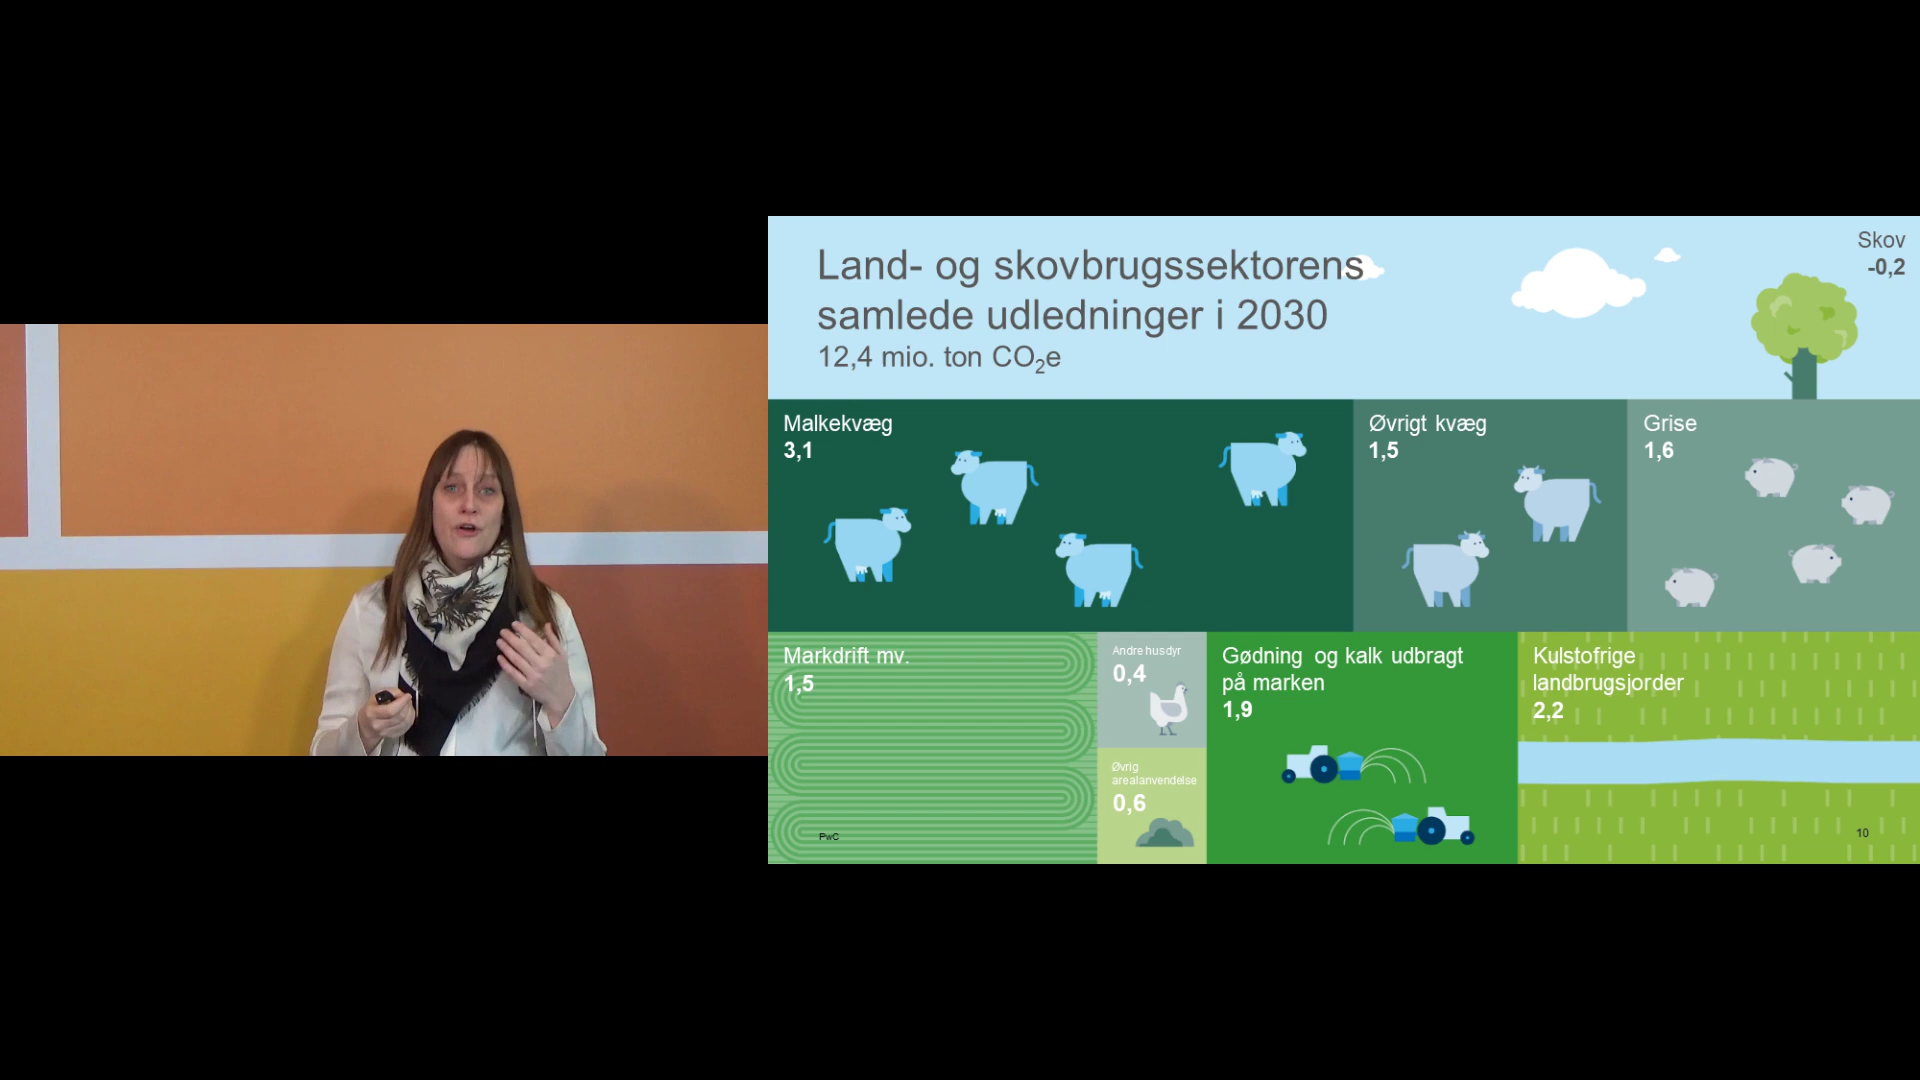 Land- og skovbrugssektorens
samlede udledninger i 2030
12,4 mio. ton CO₂e
Skov
-0,2
Malkekvæg
3,1
Øvrigt kvæg
1,5
Grise
1,6
Markdrift mv.
1,5
Andre husdyr
0,4
Øvrig
arealanvendelse
0,6
Gødning og kalk udbragt
på marken
1,9
Kulstofrige
landbrugsjorder
2,2
PwC
10